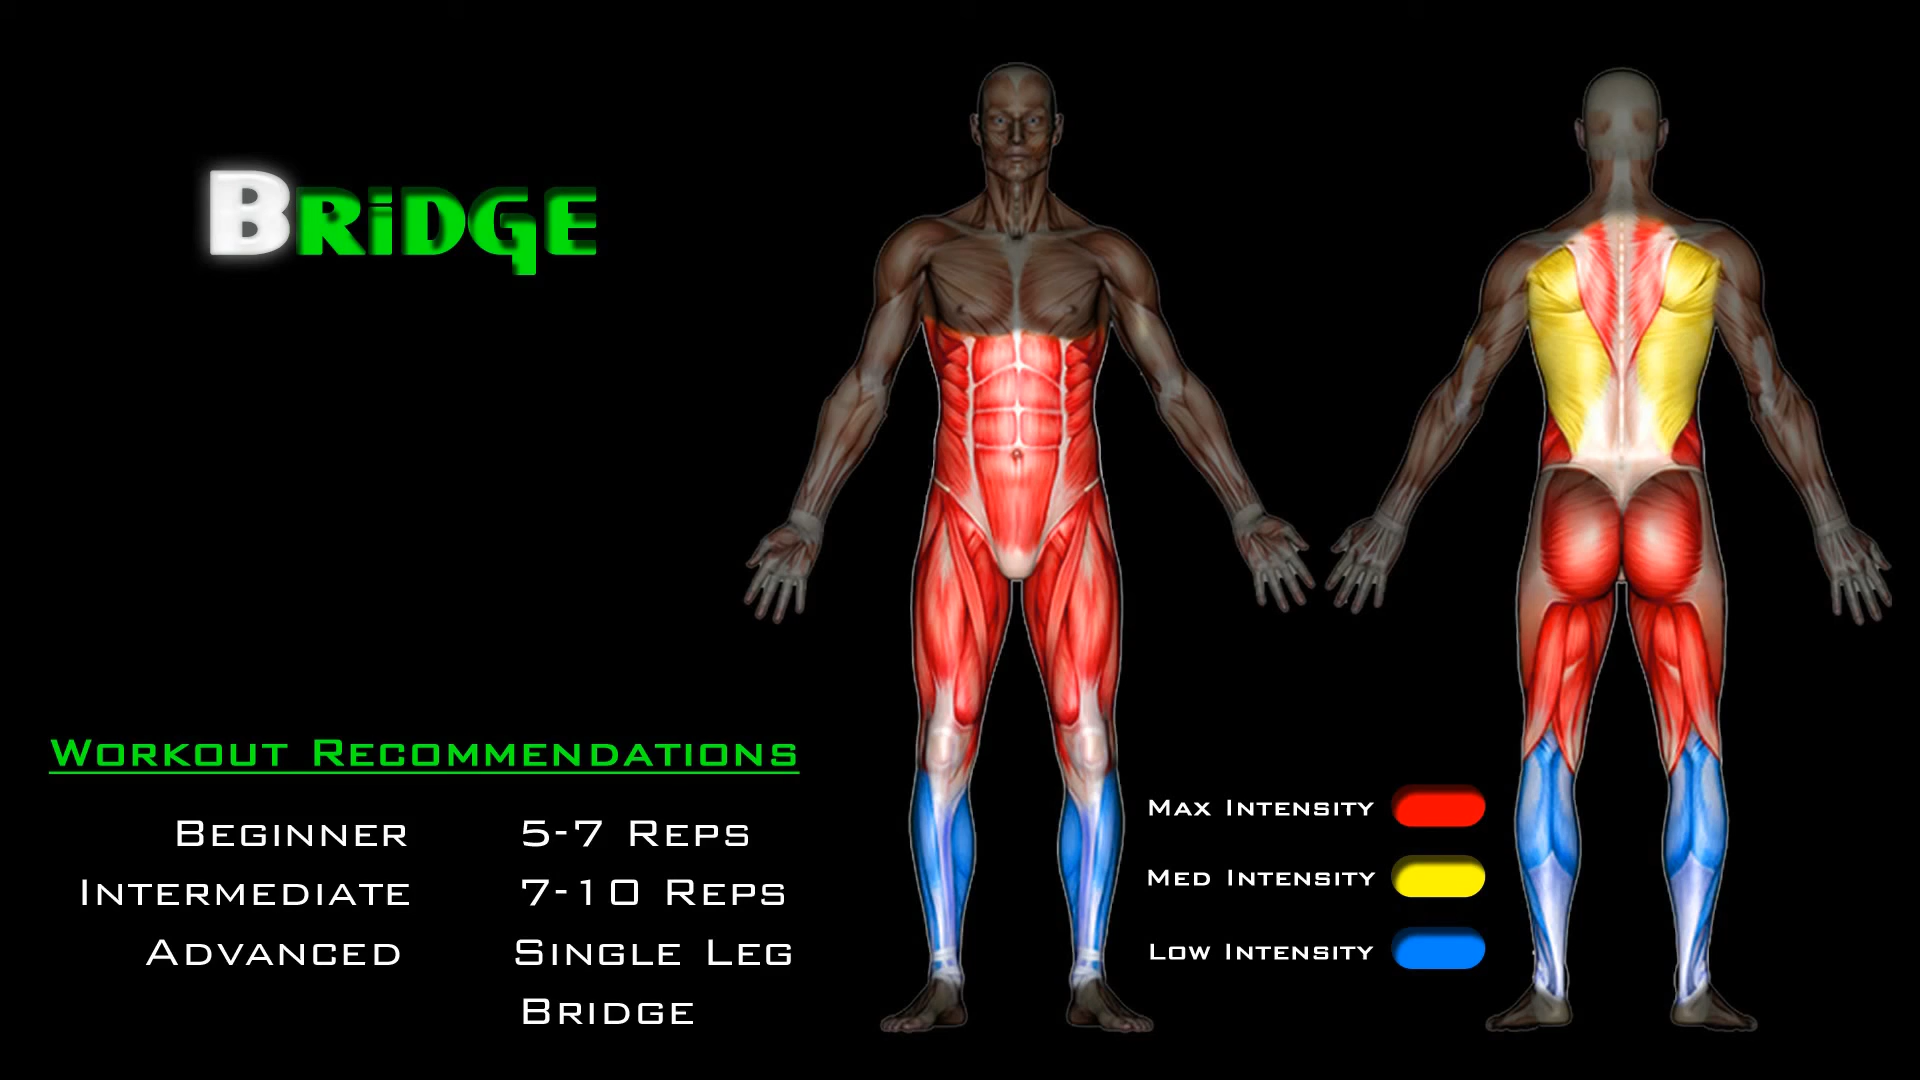 Bridge
Workout Recommendations
Beginner 5-7 Reps
Intermediate 7-10 Reps
Advanced Single Leg
Bridge
Max Intensity
Med Intensity
Low Intensity